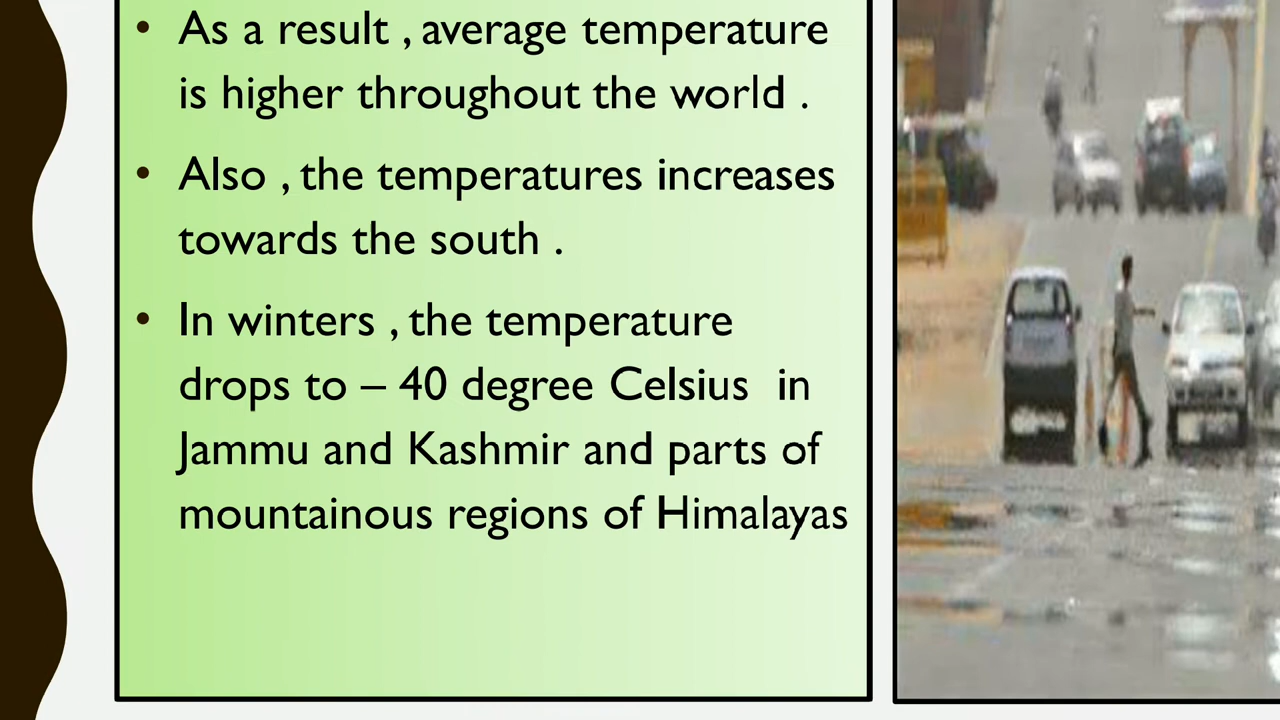 • As a result , average temperature
is higher throughout the world .
• Also , the temperatures increases
towards the south .
• In winters , the temperature
drops to – 40 degree Celsius  in
Jammu and Kashmir and parts of
mountainous regions of Himalayas